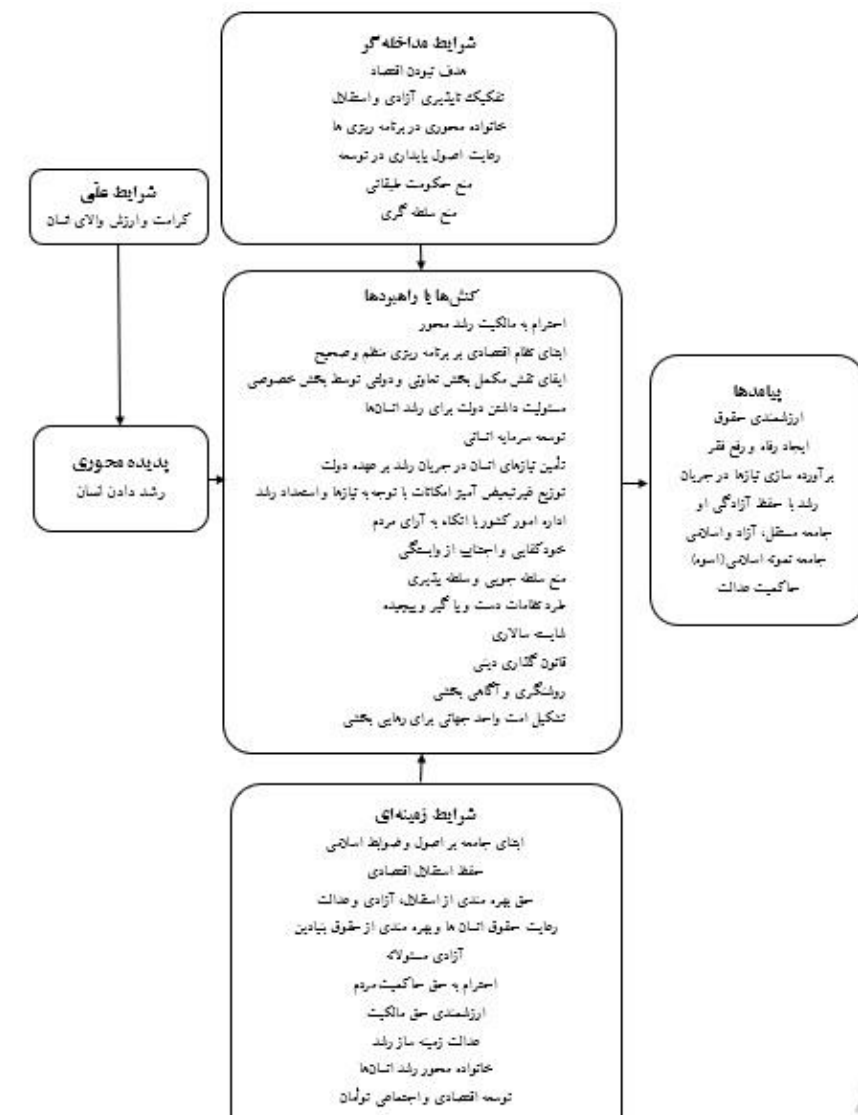 شرایط مداخله گر
هدف نبودن اقتصاد
تفکیک ناپذیری آزادی و استقلال
خانواده محوری در برنامه ریزی ها
رعایت اصول پایداری در توسعه
منع حکومت طبقاتی
منع سلطه گری
شرایط علّی
کرامت و ارزش والای انسان
پدیده محوری
رشد دادن انسان
کنش‌ها یا راهبردها
احترام به مالکیت رشد محور
ابتنای نظام اقتصادی بر برنامه ریزی منظم و صحیح
ایفای نقش مکمل بخش تعاونی و دولتی توسط بخش خصوصی
مسئولیت داشتن دولت برای رشد انسان‌ها
توسعه سرمایه انسانی
تأمین نیازهای انسان در جریان رشد بر عهده دولت
توزیع غیرتبعیض آمیز امکانات با توجه به نیازها و استعداد رشد
اداره امور کشور با اتکاء به آرای مردم
خودکفایی و اجتناب از وابستگی
منع سلطه جویی و سلطه پذیری
طرد نظامات دست و پا گیر و پیچیده
شایسته سالاری
قانون گذاری دینی
روشنگری و آگاهی بخشی
تشکیل امت واحد جهانی برای رهایی بخشی
پیامدها
ارزشمندی حقوق
ایجاد رفاه و رفع فقر
برآورده سازی نیازها در جریان
رشد با حفظ آزادگی او
جامعه مستقل، آزاد و اسلامی
جامعه نمونه اسلامی(اسوه)
حاکمیت عدالت
شرایط زمینه‌ای
ابتنای جامعه بر اصول و ضوابط اسلامی
حفظ استقلال اقتصادی
حق بهره مندی از استقلال، آزادی و عدالت
رعایت حقوق انسان ها و بهره مندی از حقوق بنیادین
آزادی مسئولانه
احترام به حق حاکمیت مردم
ارزشمندی حق مالکیت
عدالت زمینه ساز رشد
خانواده محور رشد انسان‌ها
توسعه اقتصادی و اجتماعی توأمان